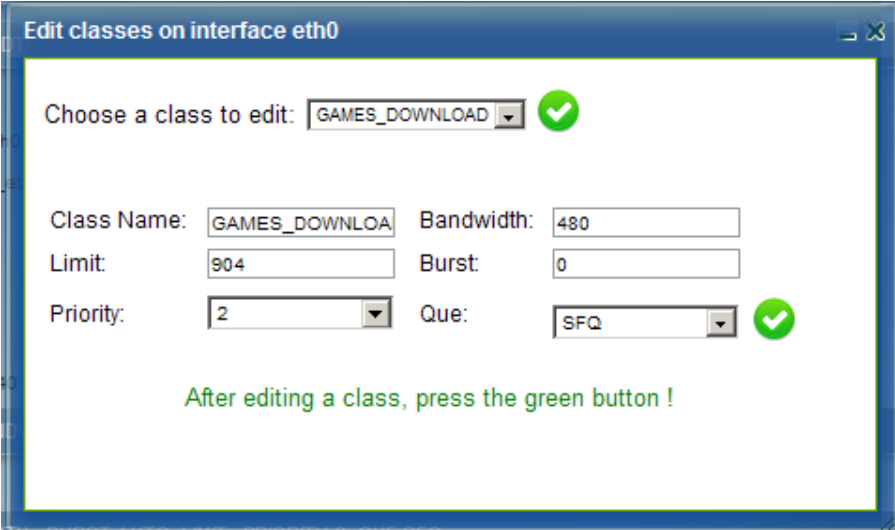 Edit classes on interface eth0
Choose a class to edit: GAMES_DOWNLOAD
Class Name: GAMES_DOWNLOA Bandwidth: 480
Limit: 904 Burst: 0
Priority: 2 Que: SFQ
After editing a class, press the green button !